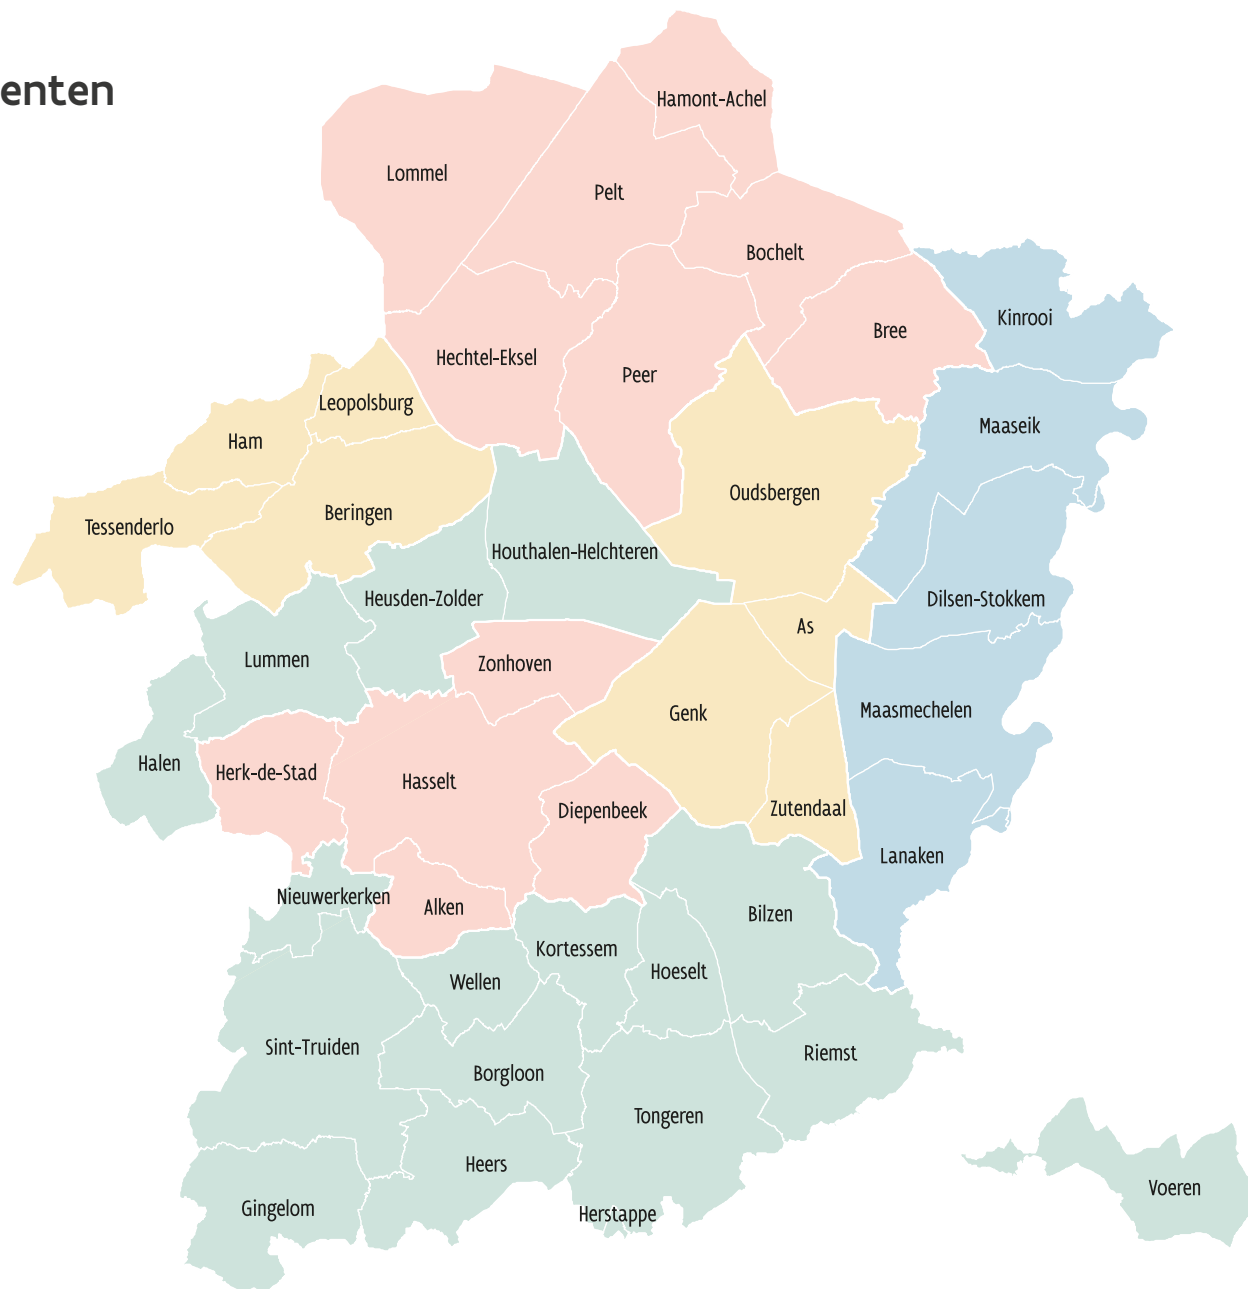 enten
Hamont-Achel
Lommel
Pelt
Bochelt
Kinrooi
Bree
Hechtel-Eksel
Peer
Leopolsburg
Maaseik
Ham
Oudsbergen
Beringen
Tessenderlo
Houthalen-Helchteren
Heusden-Zolder
Dilsen-Stokkem
As
Lummen
Zonhoven
Maasmechelen
Genk
Halen
Herk-de-Stad
Hasselt
Zutendaal
Diepenbeek
Lanaken
Nieuwerkerken
Alken
Bilzen
Kortessem
Hoeselt
Wellen
Sint-Truiden
Riemst
Borgloon
Tongeren
Heers
Voeren
Gingelom
Herstappe